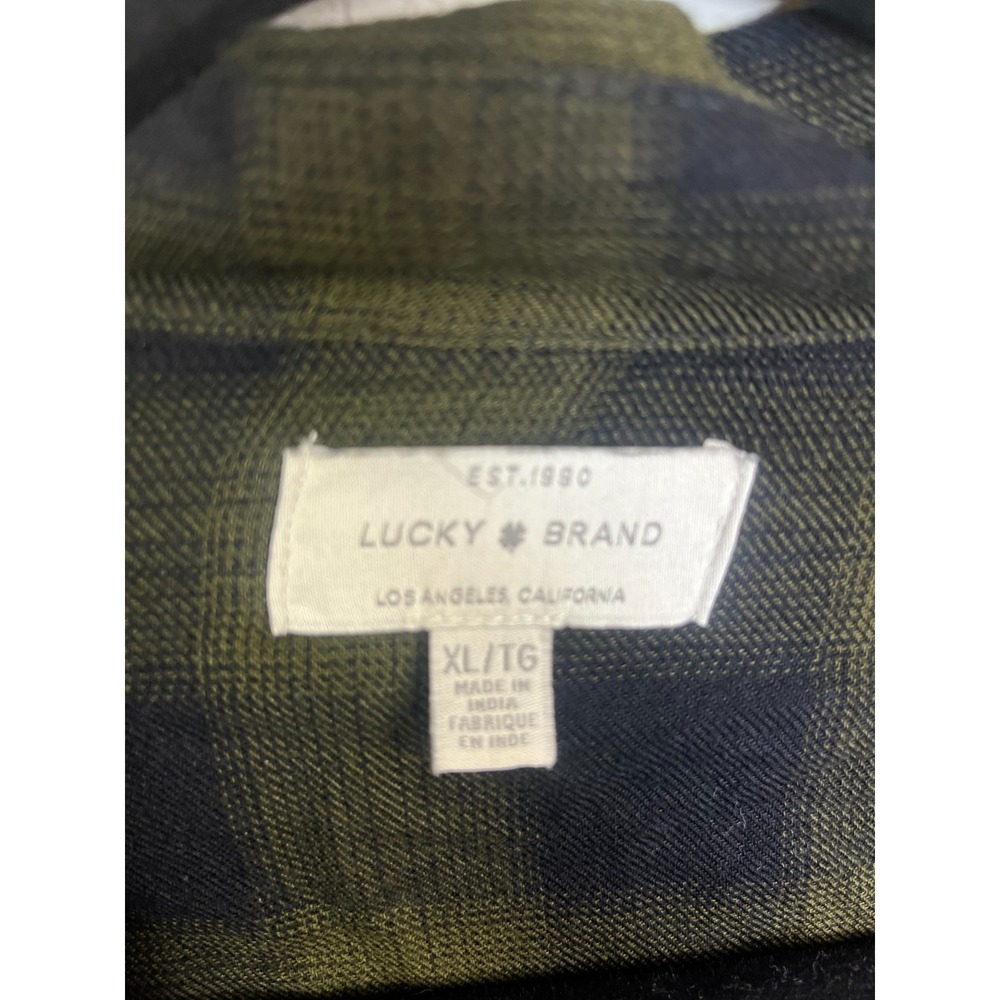 EST.1990
LUCKY BRAND
LOS ANGELES, CALIFORNIA
XL/TG
MADE IN
INDIA
FABRIQUE
EN INDE